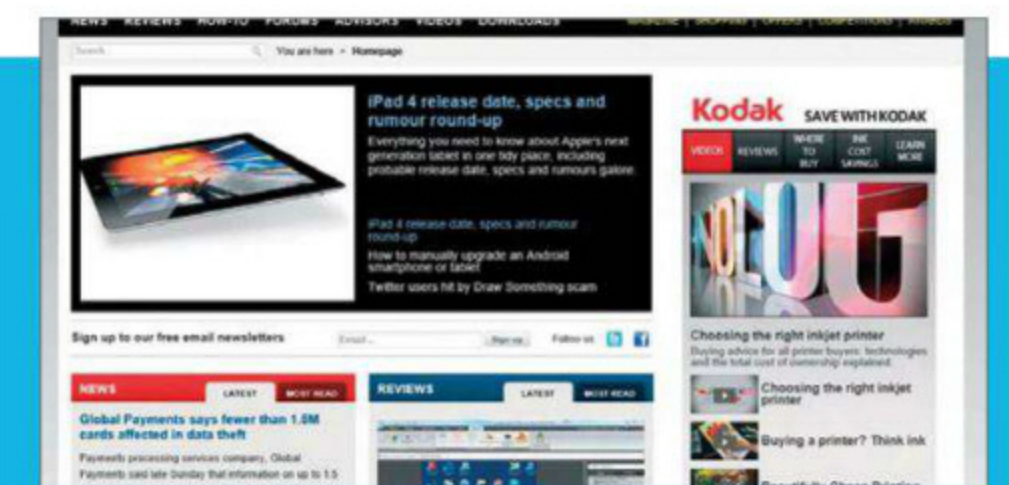 NEWS REVIEWS HOW-TO FORUMS ADVISORS VIDEOS DOWNLOADS
MAGAZINE | SHOPPING | OFFERS | COMPETITIONS |
Search
You are here > Homepage
iPad 4 release date, specs and
rumour round-up
Everything you need to know about Apple's next
generation tablet in one tidy place, including
probable release date, specs and rumours galore.
iPad 4 release date, specs and rumour
round-up
How to manually upgrade an Android
smartphone or tablet
Twitter users hit by Draw Something scam
Kodak SAVE WITH KODAK
VIDEOS
REVIEWS
WHERE
TO
BUY
INK
COST
SAVINGS
LEARN
MORE
Choosing the right inkjet printer
Buying advice for all printer buyers: technologies
and the total cost of ownership explained.
Choosing the right inkjet
printer
Buying a printer? Think ink
Beautifully Cheap Printing
Sign up to our free email newsletters
Email...
Sign up
Follow us
NEWS
LATEST
MOST READ
Global Payments says fewer than 1.5M
cards affected in data theft
Payments processing services company, Global
Payments said late Sunday that information on up to 1.5
REVIEWS
LATEST
MOST READ